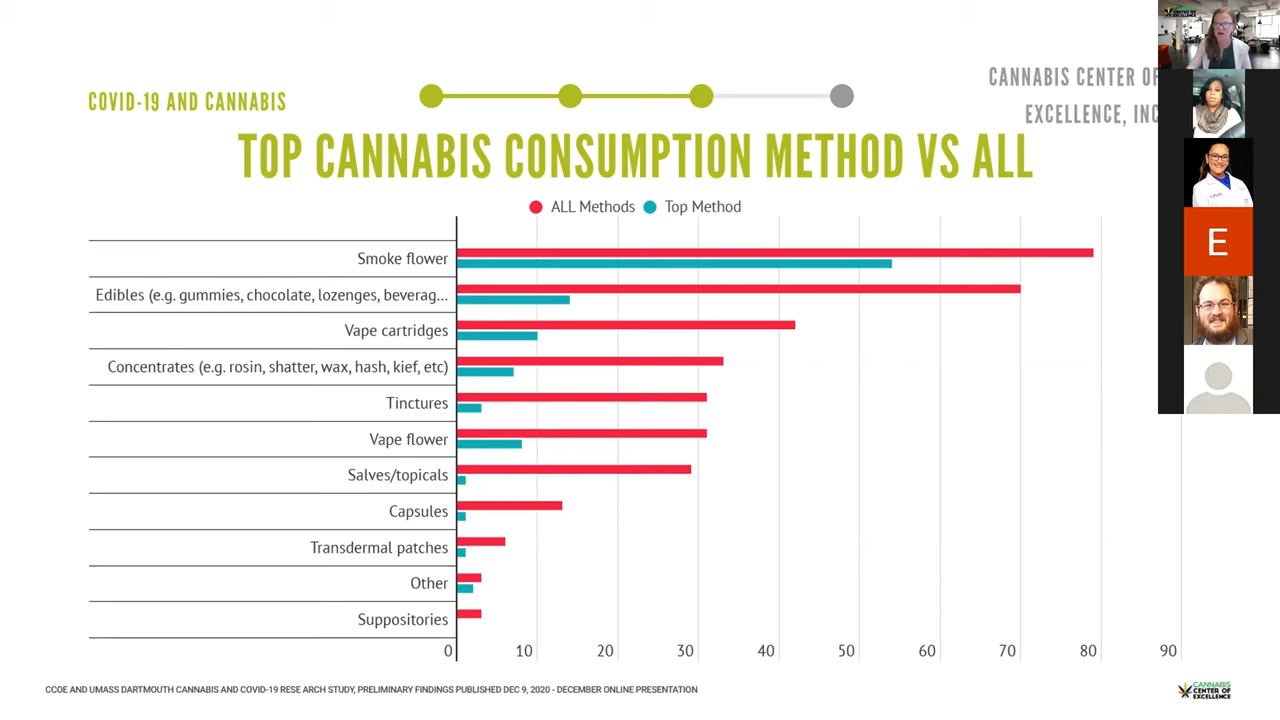 COVID-19 AND CANNABIS
CANNABIS CENTER OF
EXCELLENCE, INC
TOP CANNABIS CONSUMPTION METHOD VS ALL
ALL Methods Top Method
Smoke flower
Edibles (e.g. gummies, chocolate, lozenges, beverag...
Vape cartridges
Concentrates (e.g. rosin, shatter, wax, hash, kief, etc)
Tinctures
Vape flower
Salves/topicals
Capsules
Transdermal patches
Other
Suppositories
0 10 20 30 40 50 60 70 80 90
CCOE AND UMASS DARTMOUTH CANNABIS AND COVID-19 RESE ARCH STUDY, PRELIMINARY FINDINGS PUBLISHED DEC 9, 2020 - DECEMBER ONLINE PRESENTATION
CANNABIS
CENTER OF
EXCELLENCE
CANNABIS
CENTER OF
EXCELLENCE
E